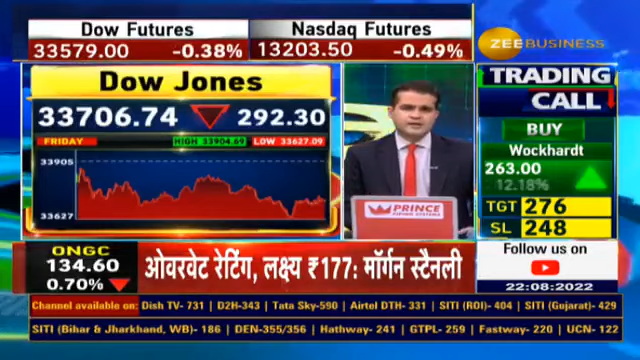 Dow Futures
33579.00 -0.38%
Nasdaq Futures
13203.50 -0.49%
ZEE BUSINESS
Dow Jones
33706.74 292.30
FRIDAY HIGH 33904.69 LOW 33627.09
33905
33627
PRINCE
PIPING SYSTEMS
TRADING
CALL
BUY
Wockhardt
263.00
12.18%
TGT 276
SL 248
ONGC
134.60
0.70%
ओवरवेट रेटिंग, लक्ष्य ₹177: मॉर्गन स्टैनली
Follow us on
22:08:2022
Channel available on: Dish TV- 731 | D2H-343 | Tata Sky-590 | Airtel DTH- 331 | SITI (ROI)- 404 | SITI (Gujarat)- 429
SITI (Bihar & Jharkhand, WB)- 186 | DEN-355/356 | Hathway- 241 | GTPL- 259 | Fastway- 220 | UCN- 122